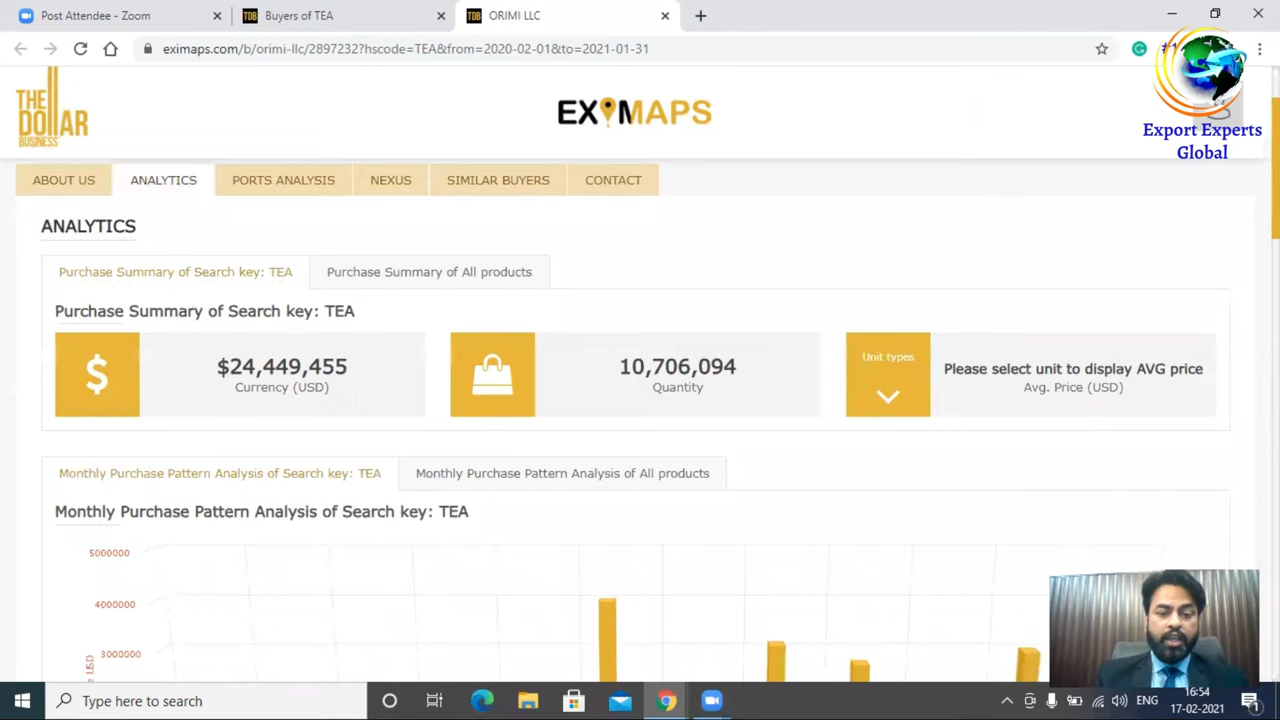 Post Attendee - Zoom
TDB Buyers of TEA
TDB ORIMI LLC
eximaps.com/b/orimi-llc/2897232?hscode=TEA&from=2020-02-01&to=2021-01-31
THE DOLLAR BUSINESS
EXIMAPS
Export Experts
Global
ABOUT US ANALYTICS PORTS ANALYSIS NEXUS SIMILAR BUYERS CONTACT
ANALYTICS
Purchase Summary of Search key: TEA Purchase Summary of All products
Purchase Summary of Search key: TEA
$ $24,449,455
Currency (USD)
10,706,094
Quantity
Unit types
Please select unit to display AVG price
Avg. Price (USD)
Monthly Purchase Pattern Analysis of Search key: TEA Monthly Purchase Pattern Analysis of All products
Monthly Purchase Pattern Analysis of Search key: TEA
5000000
4000000
3000000
USD
Type here to search
ENG
16:54
17-02-2021